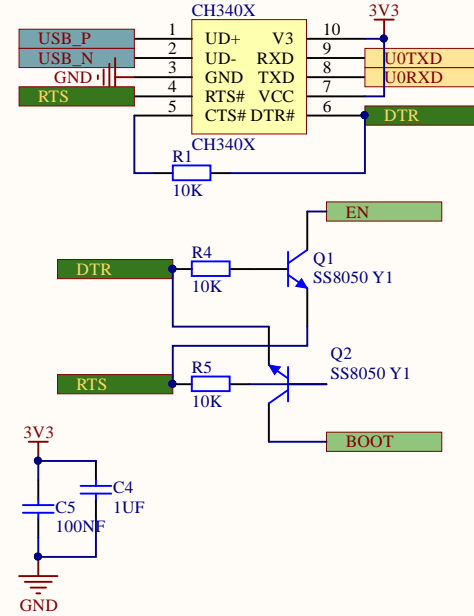 CH340X
3V3
USB_P 1 UD+ V3 10
USB_N 2 UD- RXD 9 U0TXD
GND 3 GND TXD 8 U0RXD
RTS 4 RTS# VCC 7
5 CTS# DTR# 6 DTR
CH340X
R1
10K
EN
DTR
R4
10K
Q1
SS8050 Y1
RTS
R5
10K
Q2
SS8050 Y1
BOOT
3V3
C4
1UF
C5
100NF
GND